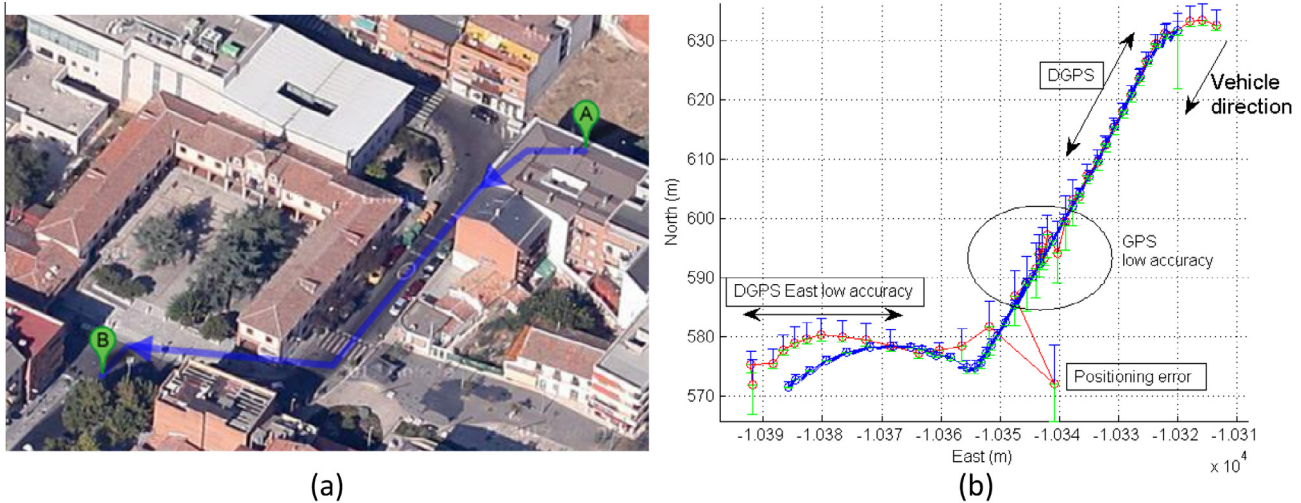 A
B
(a)
630
620
610
600
590
580
570
North (m)
DGPS
Vehicle
direction
GPS
low accuracy
DGPS East low accuracy
Positioning error
-1.039 -1.038 -1.037 -1.036 -1.035 -1.034 -1.033 -1.032 -1.031
East (m)
x 10⁴
(b)